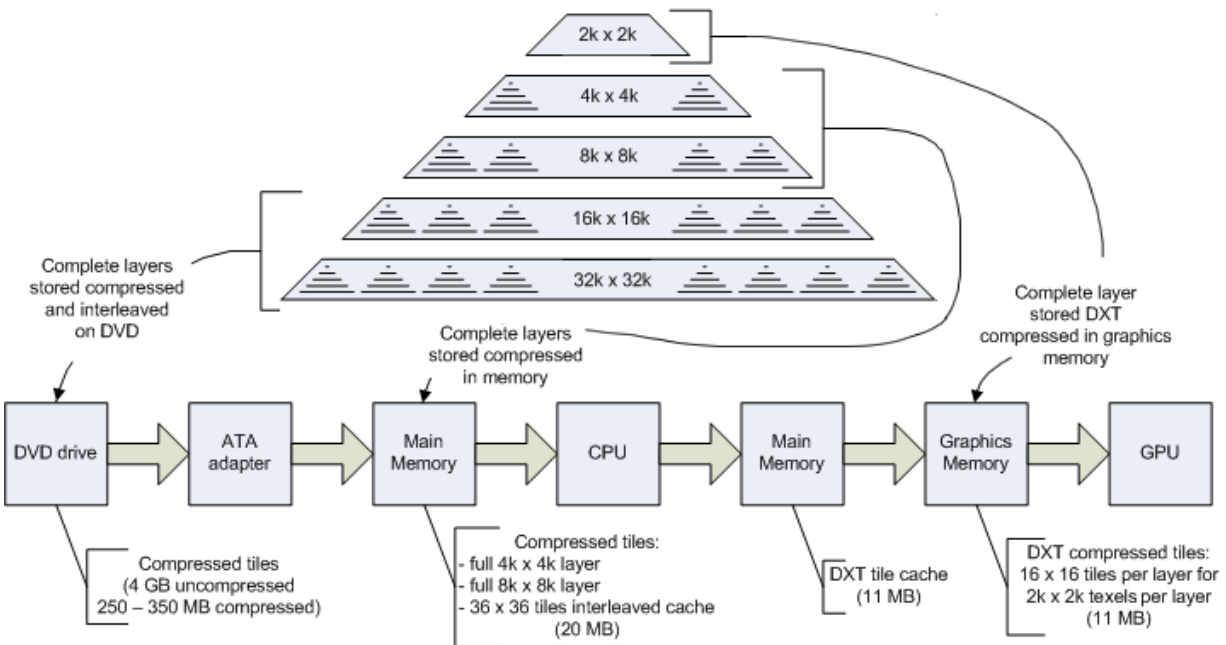 2k x 2k
4k x 4k
8k x 8k
16k x 16k
32k x 32k
Complete layers
stored compressed
and interleaved
on DVD
Complete layers
stored compressed
in memory
Complete layer
stored DXT
compressed in graphics
memory
DVD drive
ATA
adapter
Main
Memory
CPU
Main
Memory
Graphics
Memory
GPU
Compressed tiles
(4 GB uncompressed
250 – 350 MB compressed)
Compressed tiles:
- full 4k x 4k layer
- full 8k x 8k layer
- 36 x 36 tiles interleaved cache
(20 MB)
DXT tile cache
(11 MB)
DXT compressed tiles:
16 x 16 tiles per layer for
2k x 2k texels per layer
(11 MB)